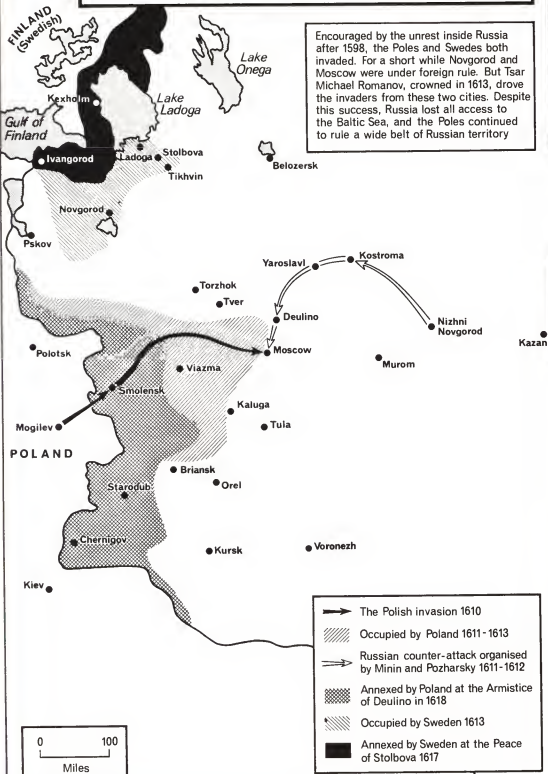 FINLAND
(Swedish)
Encouraged by the unrest inside Russia
after 1598, the Poles and Swedes both
invaded. For a short while Novgorod and
Moscow were under foreign rule. But Tsar
Michael Romanov, crowned in 1613, drove
the invaders from these two cities. Despite
this success, Russia lost all access to
the Baltic Sea, and the Poles continued
to rule a wide belt of Russian territory
Lake
Onega
Kexholm
Lake
Ladoga
Gulf of
Finland
Ivangorod
Ladoga
Stolbova
Tikhvin
Belozersk
Novgorod
Pskov
Yaroslavl
Kostroma
Torzhok
Tver
Deulino
Nizhni
Novgorod
Kazan
Polotsk
Moscow
Murom
Viazma
Smolensk
Kaluga
Mogilev
Tula
POLAND
Briansk
Orel
Starodub
Chernigov
Kursk
Voronezh
Kiev
The Polish invasion 1610
Occupied by Poland 1611-1613
Russian counter-attack organised
by Minin and Pozharsky 1611-1612
Annexed by Poland at the Armistice
of Deulino in 1618
Occupied by Sweden 1613
Annexed by Sweden at the Peace
of Stolbova 1617
0 100
Miles